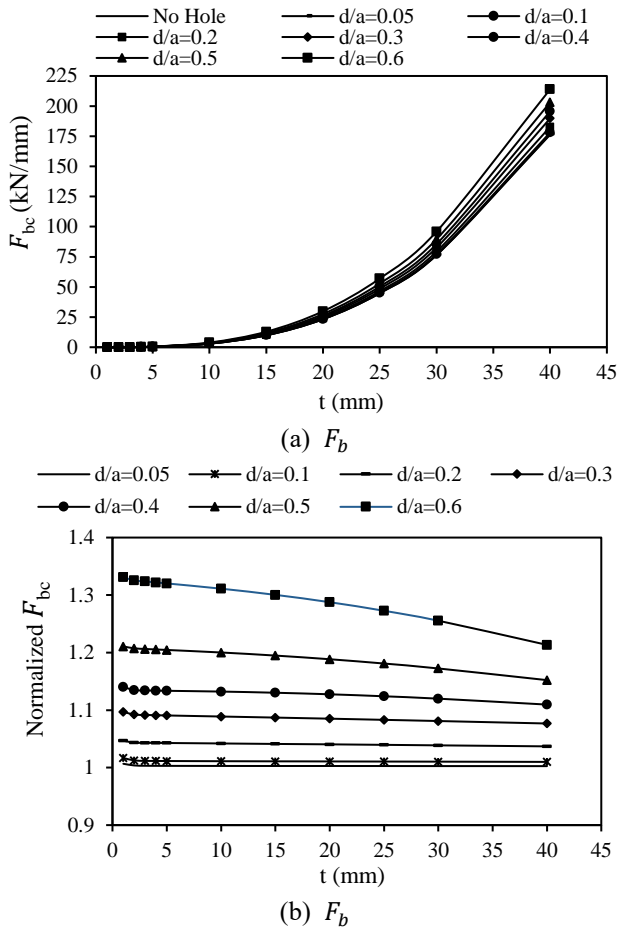 No Hole d/a=0.05 d/a=0.1
d/a=0.2 d/a=0.3 d/a=0.4
d/a=0.5 d/a=0.6
225
200
175
150
125
100
75
50
25
0
F_bc (kN/mm)
0 5 10 15 20 25 30 35 40 45
t (mm)
(a) F_b
d/a=0.05 d/a=0.1 d/a=0.2 d/a=0.3
d/a=0.4 d/a=0.5 d/a=0.6
1.4
1.3
1.2
1.1
1
0.9
Normalized F_bc
0 5 10 15 20 25 30 35 40 45
t (mm)
(b) F_b